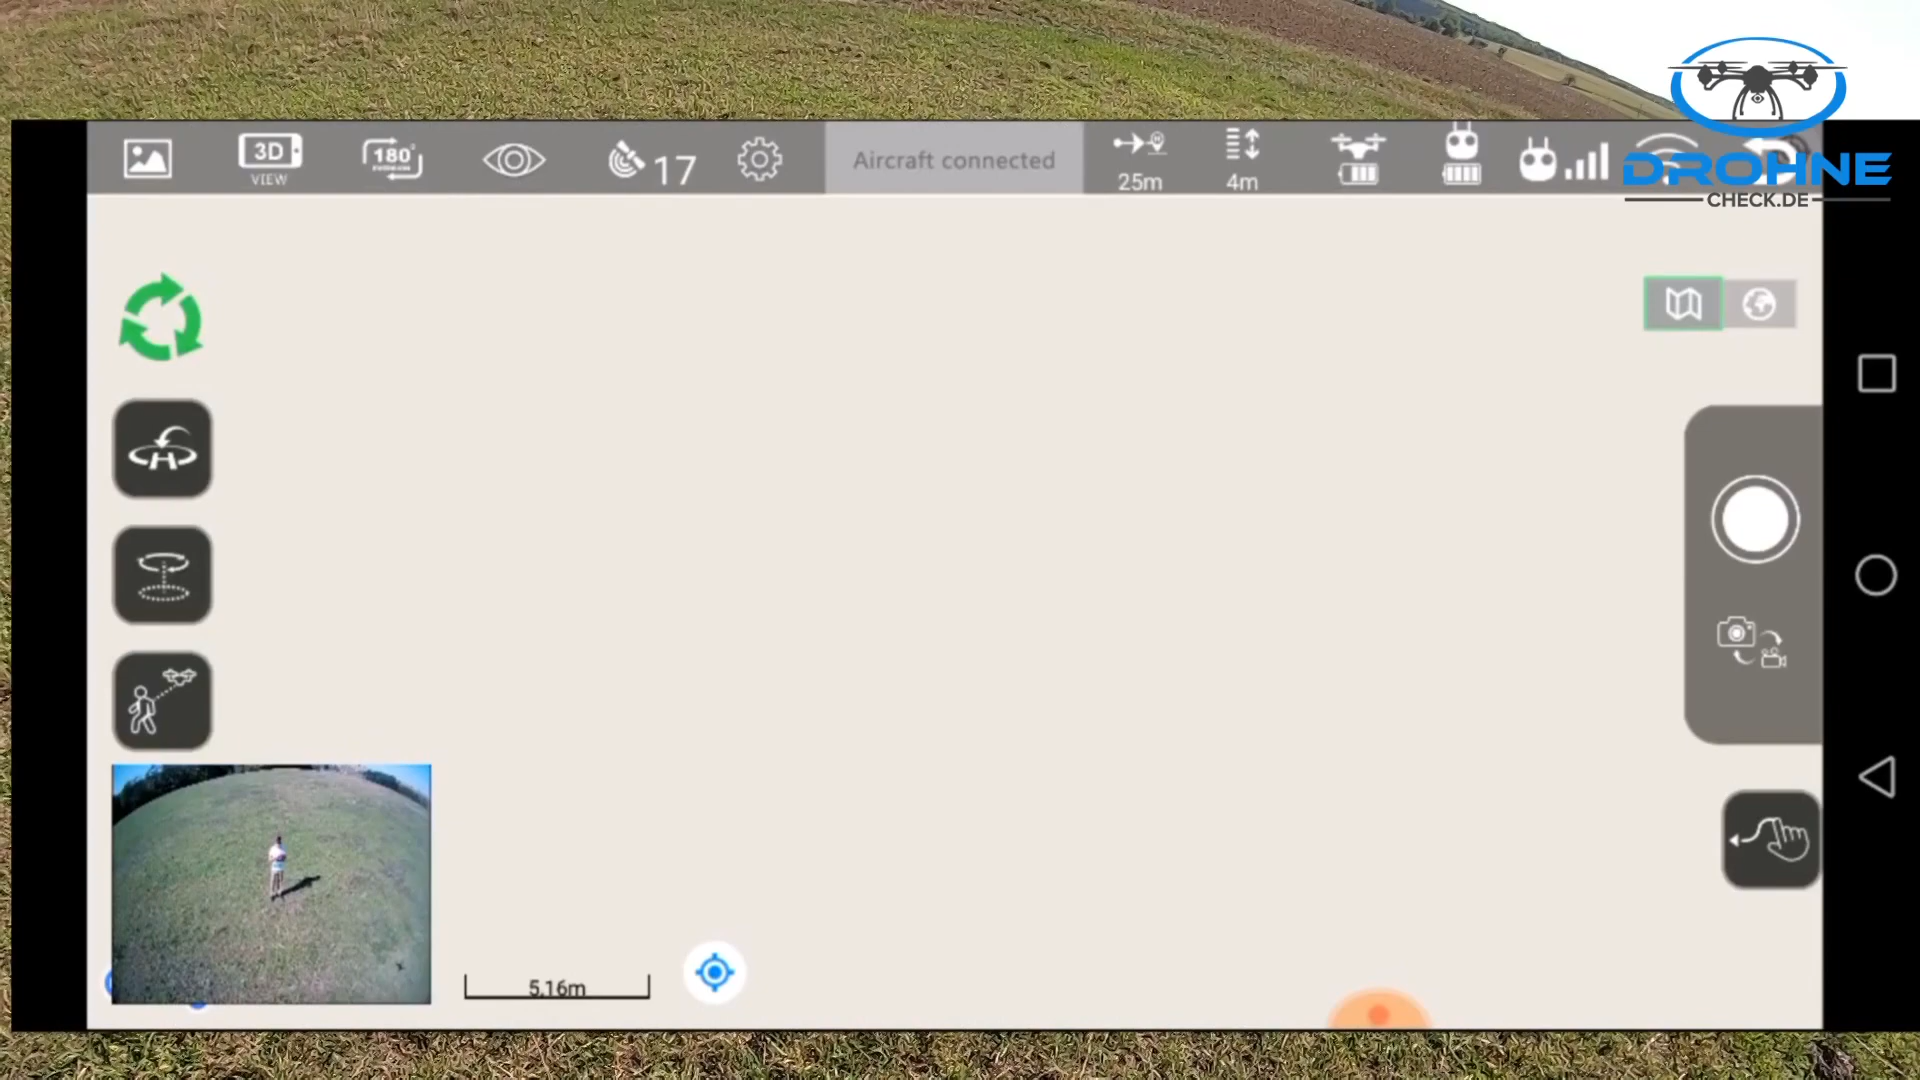 3D
VIEW
180°
17
Aircraft connected
25m
4m
DROHNE
CHECK.DE
H
5.16m